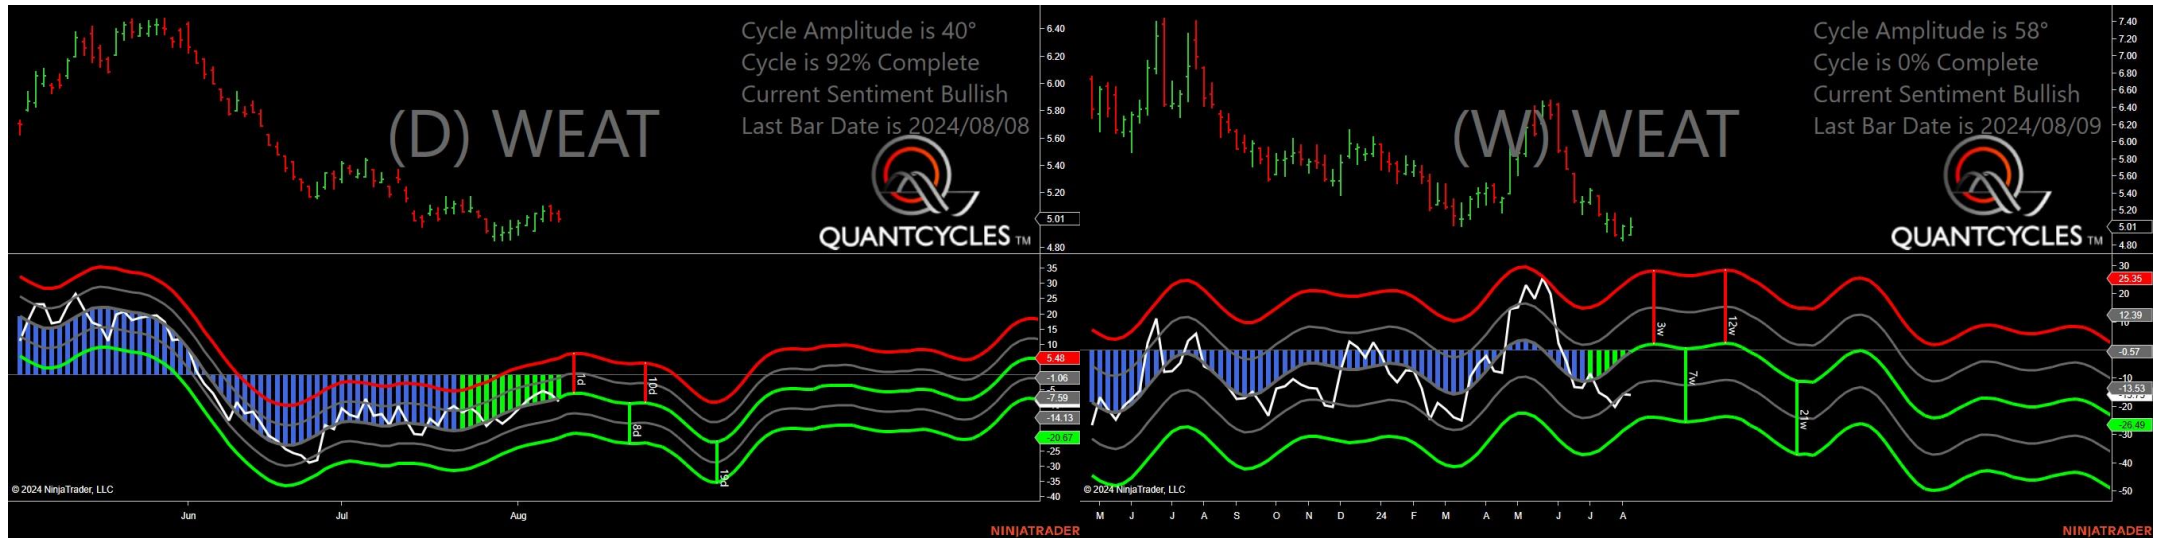 Cycle Amplitude is 40°
Cycle is 92% Complete
Current Sentiment Bullish
Last Bar Date is 2024/08/08
(D) WEAT
QUANTCYCLES TM
6.40
6.20
6.00
5.80
5.60
5.40
5.20
5.01
4.80
35
30
25
20
15
10
5.48
-1.06
-7.59
-14.13
-20.67
-25
-30
-35
-40
1d
10d
8d
19d
© 2024 NinjaTrader, LLC
Jun
Jul
Aug
NINJATRADER
Cycle Amplitude is 58°
Cycle is 0% Complete
Current Sentiment Bullish
Last Bar Date is 2024/08/09
(W) WEAT
QUANTCYCLES TM
7.40
7.20
7.00
6.80
6.60
6.40
6.20
6.00
5.80
5.60
5.40
5.20
5.01
4.80
30
25.35
20
12.39
-0.57
-10
-13.53
-20
-26.49
-30
-40
-50
3w
12w
7w
21w
© 2024 NinjaTrader, LLC
M J J A S O N D 24 F M A M J J A
NINJATRADER